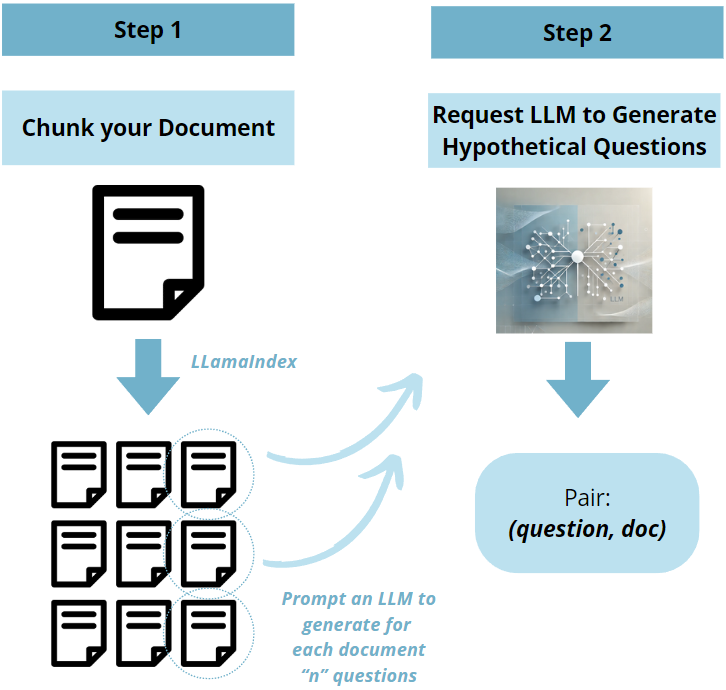 Step 1
Chunk your Document
LLamaIndex
Prompt an LLM to
generate for
each document
“n” questions
Step 2
Request LLM to Generate
Hypothetical Questions
LLM
Pair:
(question, doc)